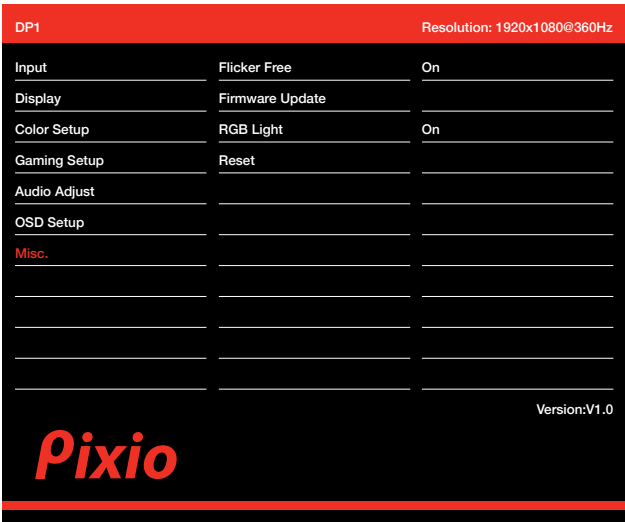 DP1 Resolution: 1920x1080@360Hz
Input Flicker Free On
Display Firmware Update
Color Setup RGB Light On
Gaming Setup Reset
Audio Adjust
OSD Setup
Misc.
Version:V1.0
Pixio